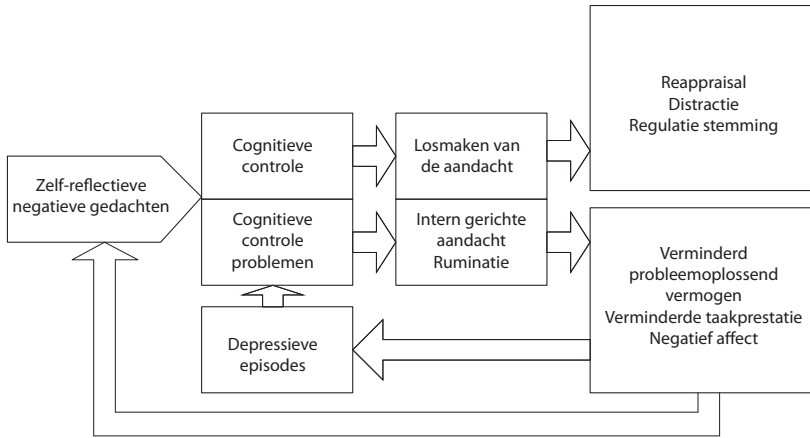 Zelf-reflectieve
negatieve gedachten
Cognitieve
controle
Losmaken van
de aandacht
Reappraisal
Distractie
Regulatie stemming
Cognitieve
controle
problemen
Intern gerichte
aandacht
Ruminatie
Verminderd
probleemoplossend
vermogen
Verminderde taakprestatie
Negatief affect
Depressieve
episodes